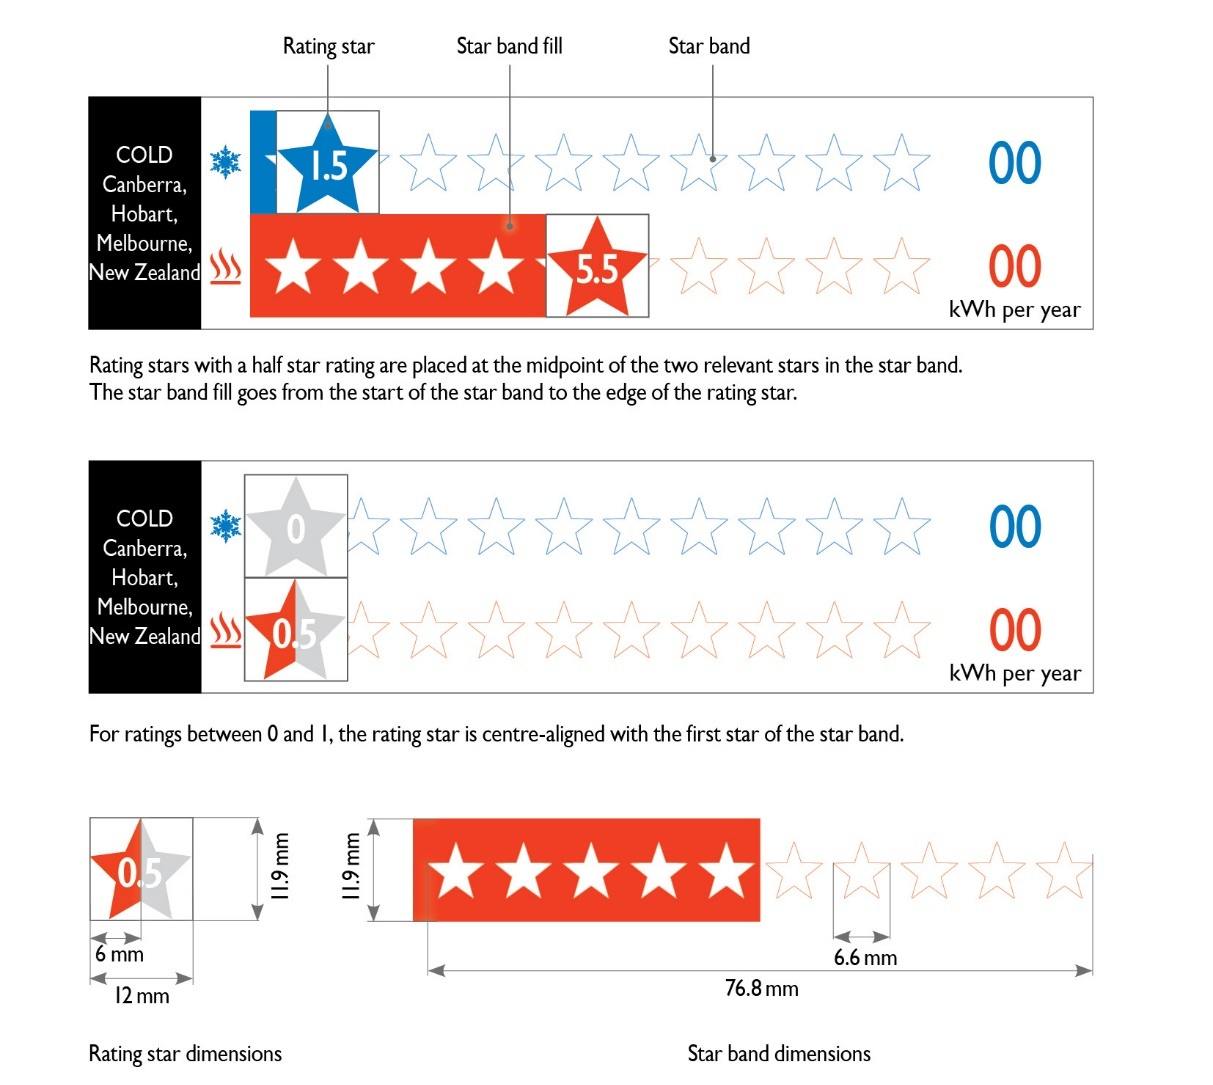 Rating star
Star band fill
Star band
COLD
Canberra,
Hobart,
Melbourne,
New Zealand
1.5
00
5.5
00
kWh per year
Rating stars with a half star rating are placed at the midpoint of the two relevant stars in the star band.
The star band fill goes from the start of the star band to the edge of the rating star.
COLD
Canberra,
Hobart,
Melbourne,
New Zealand
0
00
0.5
00
kWh per year
For ratings between 0 and 1, the rating star is centre-aligned with the first star of the star band.
0.5
11.9 mm
6 mm
12 mm
11.9 mm
6.6 mm
76.8 mm
Rating star dimensions
Star band dimensions